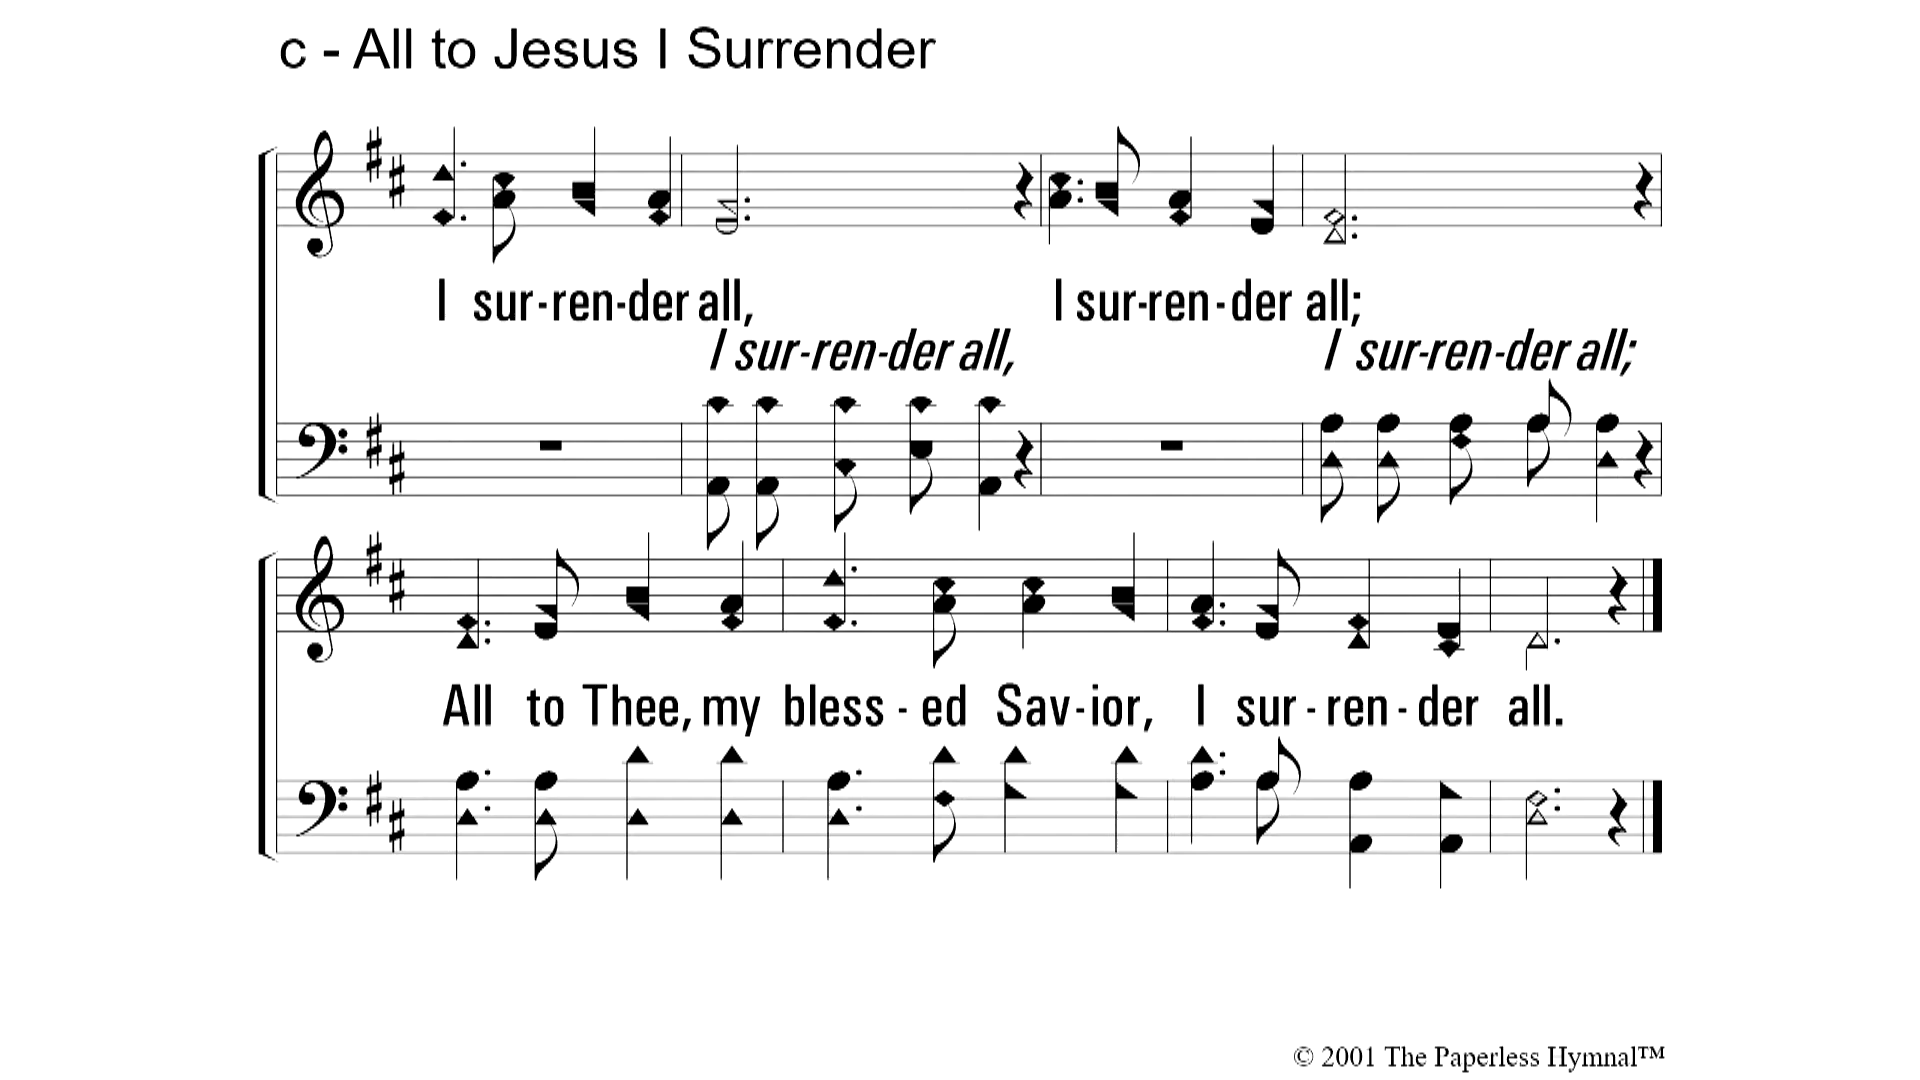 c - All to Jesus I Surrender
I sur-ren-der all, I sur-ren-der all;
I sur-ren-der all, I sur-ren-der all;
All to Thee, my bless-ed Sav-ior, I sur-ren-der all.
© 2001 The Paperless Hymnal™